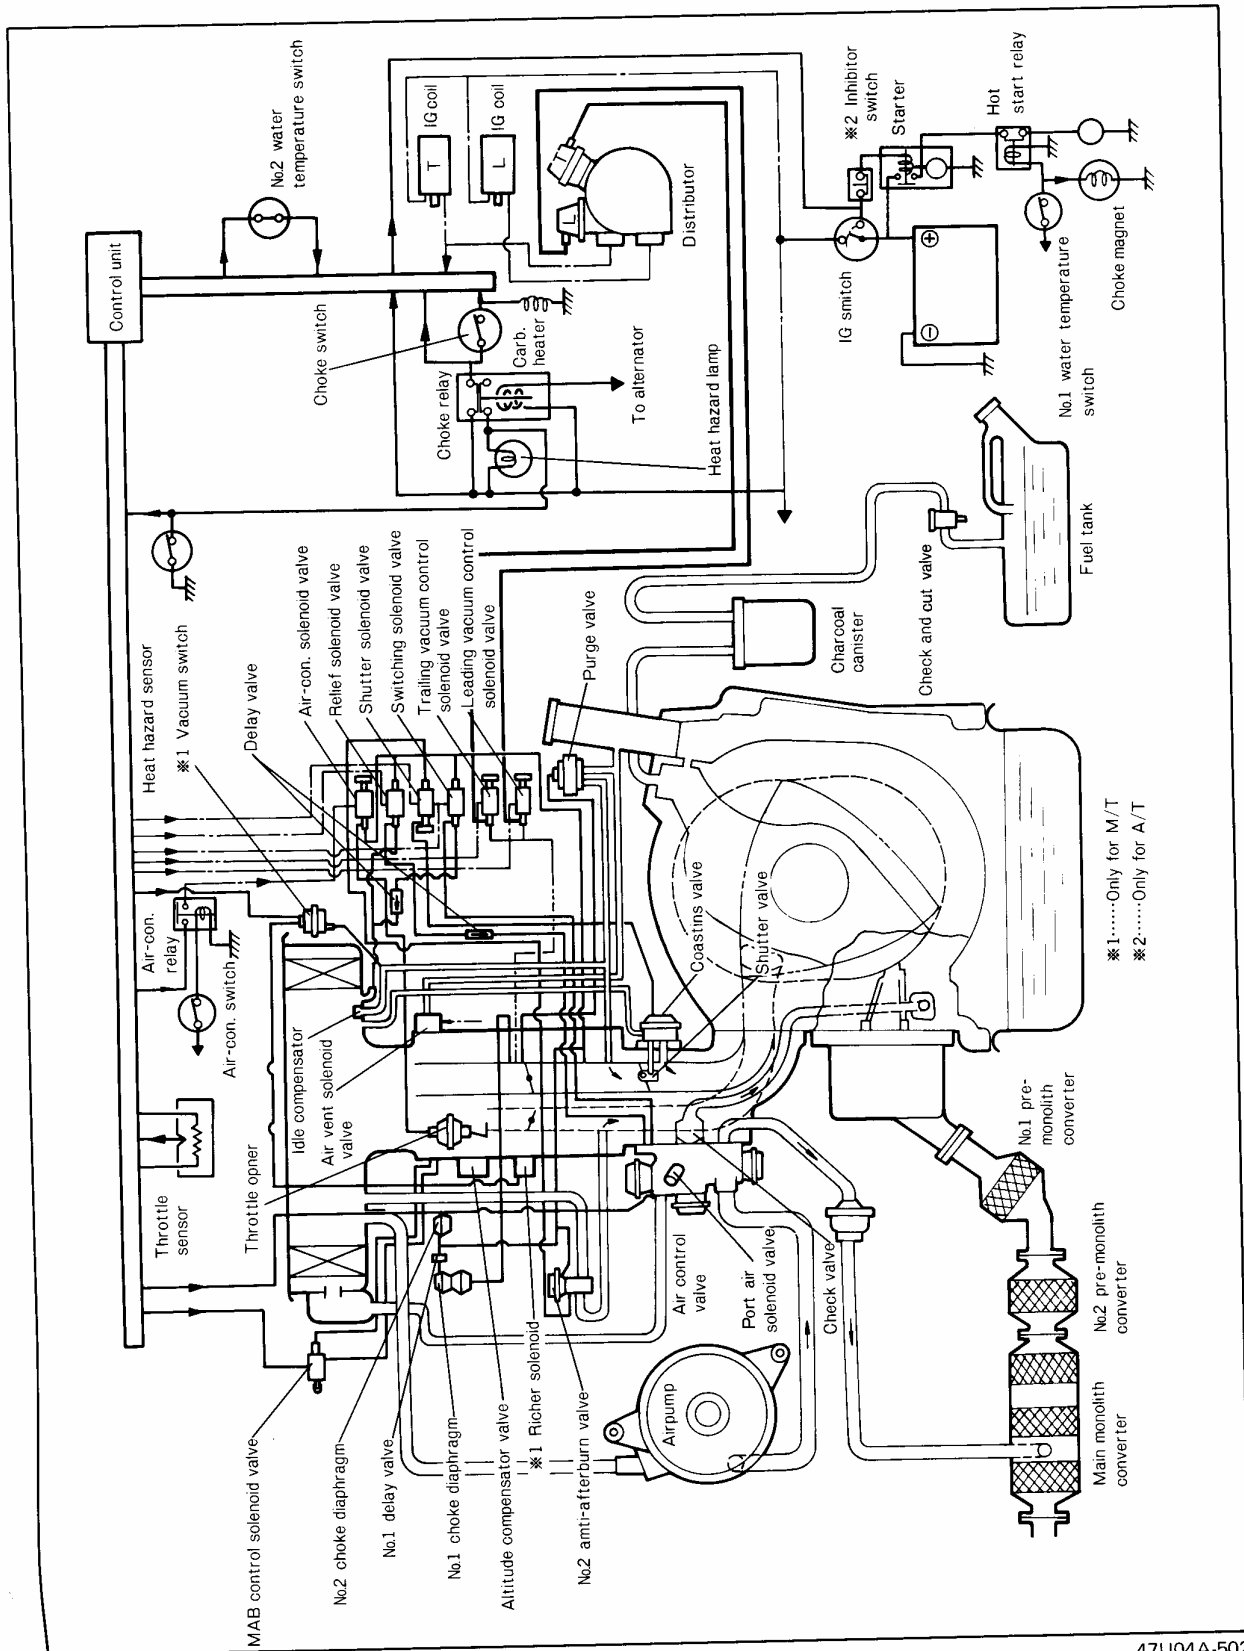 Control unit
No.2 water
temperature switch
IG coil
T
IG coil
L
T
L
Distributor
※2 Inhibitor
switch
Starter
Hot
start relay
IG smitch
No.1 water temperature
switch
Choke magnet
Choke switch
Choke relay
Carb.
heater
To alternator
Heat hazard lamp
Heat hazard sensor
※1 Vacuum switch
Delay valve
Air-con. solenoid valve
Relief solenoid valve
Shutter solenoid valve
Switching solenoid valve
Trailing vacuum control
solenoid valve
Leading vacuum control
solenoid valve
Purge valve
Charcoal
canister
Check and cut valve
Fuel tank
Air-con.
relay
Air-con. switch
Idle compensator
Air vent solenoid
valve
Coastins valve
Shutter valve
Throttle
sensor
Throttle opner
MAB control solenoid valve
No.2 choke diaphragm
No.1 delay valve
No.1 choke diaphragm
Altitude compensator valve
※1 Richer solenoid
No.2 amti-afterburn valve
Airpump
Air control
valve
Port air
solenoid valve
Check valve
No.1 pre-
monolith
converter
No.2 pre-monolith
converter
Main monolith
converter
※1······Only for M/T
※2······Only for A/T
47U04A-502